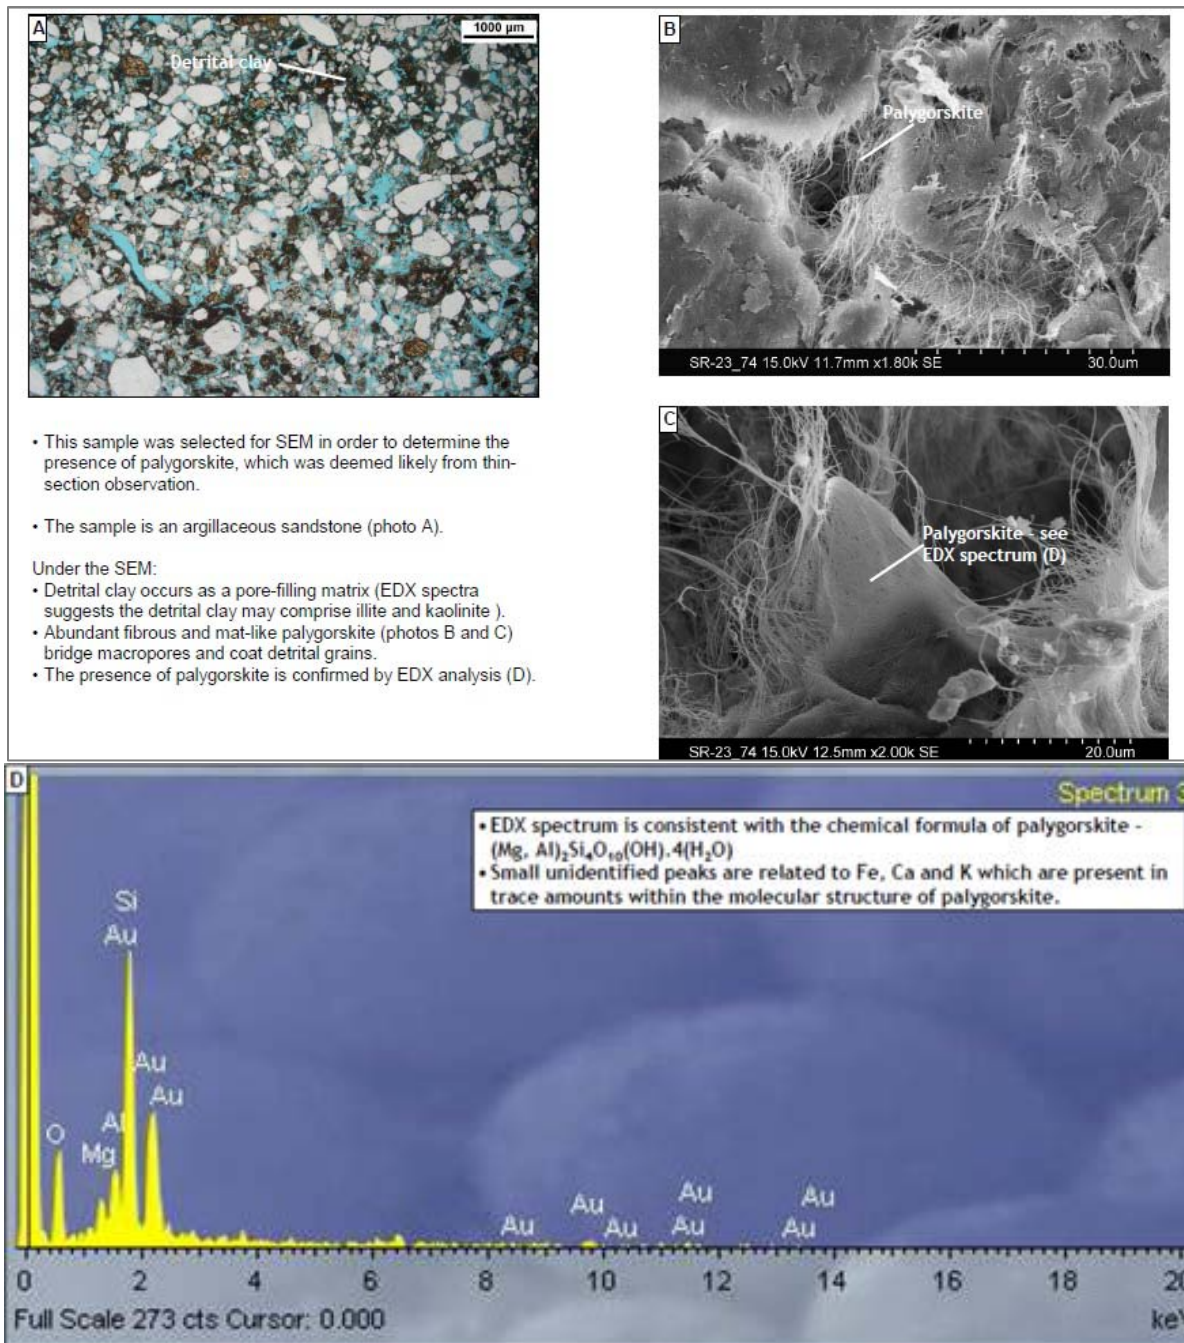 A
1000 µm
Detrital clay
B
Palygorskite
SR-23_74 15.0kV 11.7mm x1.80k SE 30.0um
• This sample was selected for SEM in order to determine the
presence of palygorskite, which was deemed likely from thin-
section observation.
• The sample is an argillaceous sandstone (photo A).
Under the SEM:
• Detrital clay occurs as a pore-filling matrix (EDX spectra
suggests the detrital clay may comprise illite and kaolinite ).
• Abundant fibrous and mat-like palygorskite (photos B and C)
bridge macropores and coat detrital grains.
• The presence of palygorskite is confirmed by EDX analysis (D).
C
Palygorskite - see
EDX spectrum (D)
SR-23_74 15.0kV 12.5mm x2.00k SE 20.0um
D
Spectrum 3
• EDX spectrum is consistent with the chemical formula of palygorskite -
(Mg, Al)₂Si₄O₁₀(OH).4(H₂O)
• Small unidentified peaks are related to Fe, Ca and K which are present in
trace amounts within the molecular structure of palygorskite.
Si
Au
Au
Au
Al
O
Mg
Au
Au
Au
Au
Au
Au
Au
0 2 4 6 8 10 12 14 16 18 20
Full Scale 273 cts Cursor: 0.000
keV